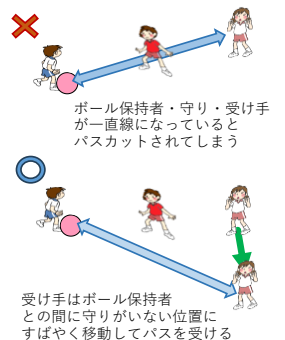 ボール保持者・守り・受け手
が一直線になっていると
パスカットされてしまう
受け手はボール保持者
との間に守りがいない位置に
すばやく移動してパスを受ける